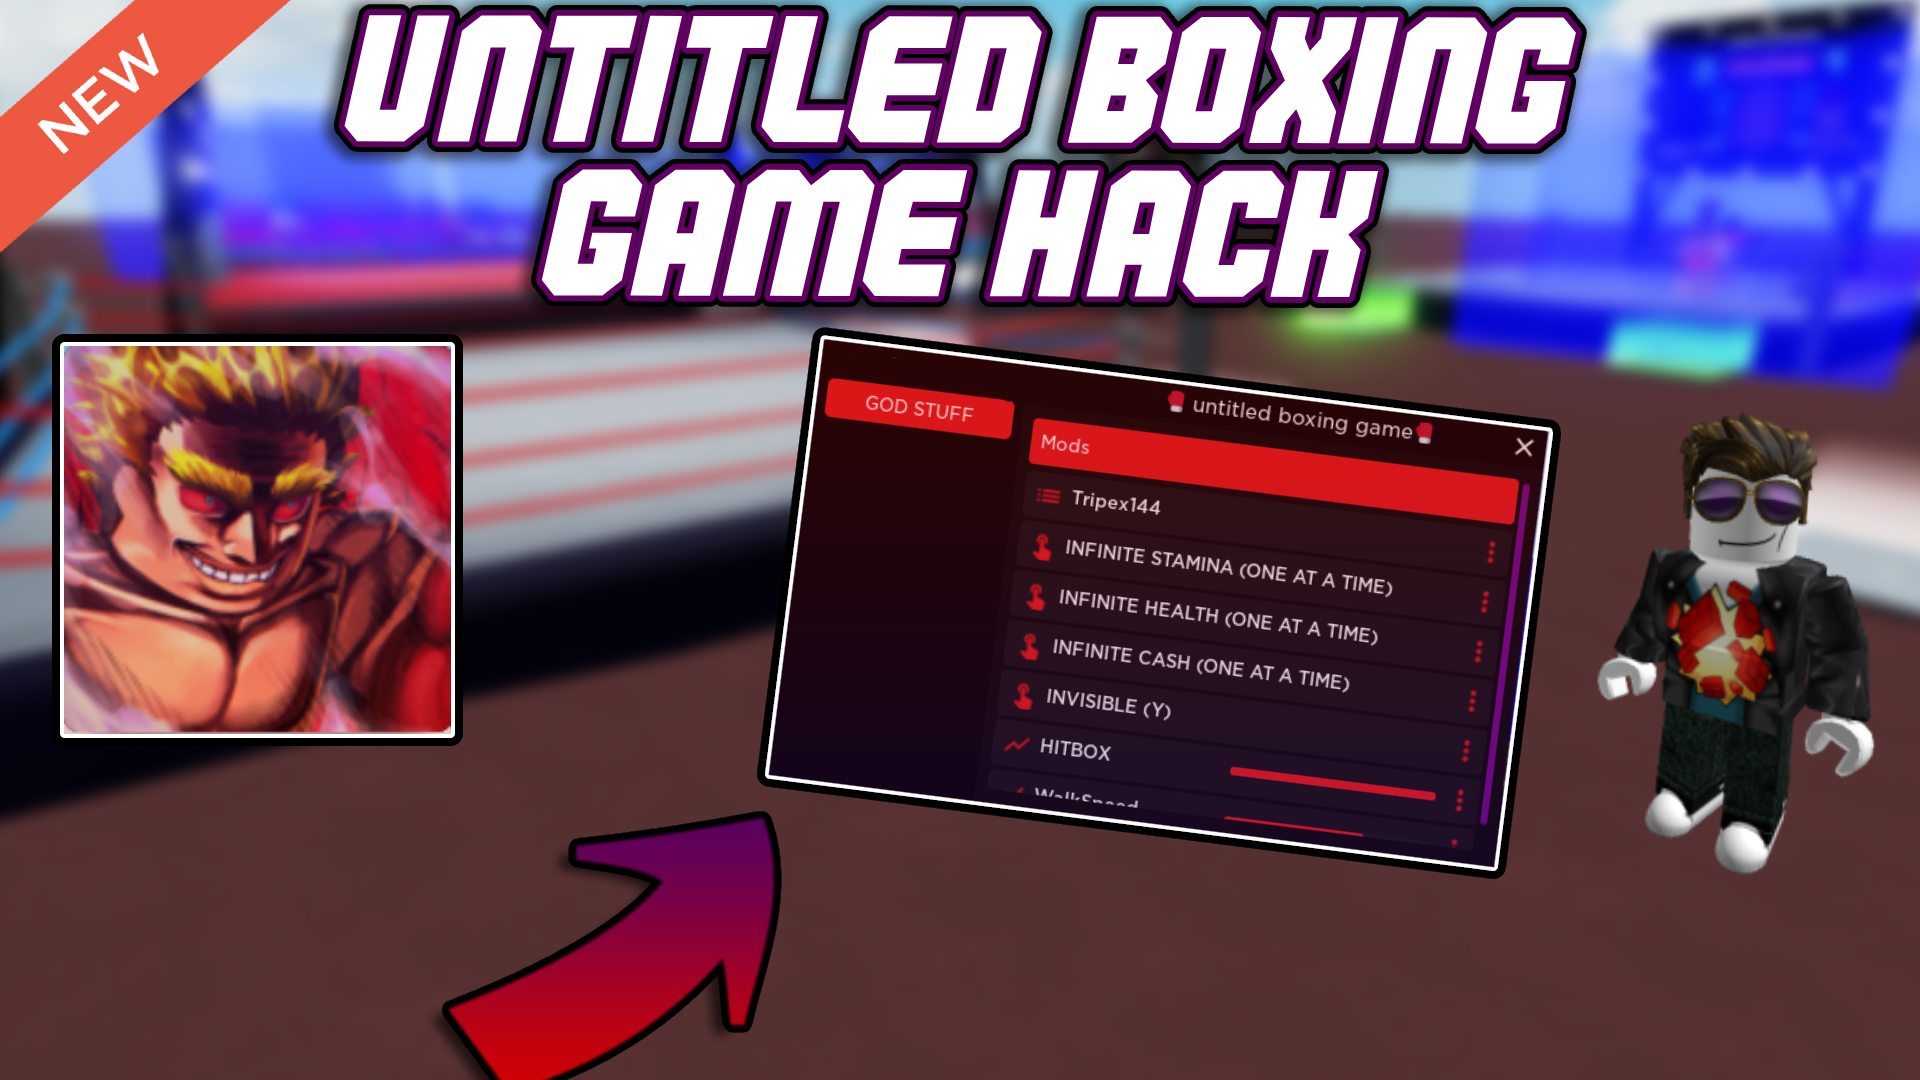 NEW
UNTITLED BOXING
GAME HACK
🥊 untitled boxing game🥊
GOD STUFF
Mods
Tripex144
INFINITE STAMINA (ONE AT A TIME)
INFINITE HEALTH (ONE AT A TIME)
INFINITE CASH (ONE AT A TIME)
INVISIBLE (Y)
HITBOX
WalkSpeed